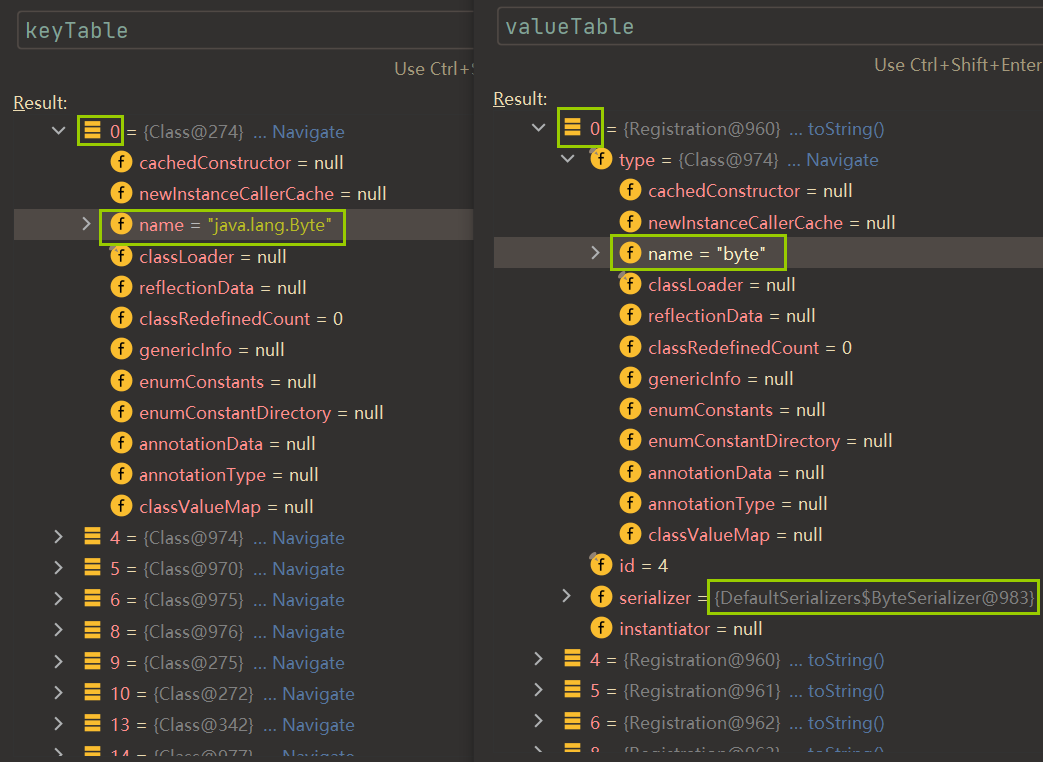 keyTable
Use Ctrl+S
Result:
0 = {Class@274} ... Navigate
cachedConstructor = null
newInstanceCallerCache = null
name = "java.lang.Byte"
classLoader = null
reflectionData = null
classRedefinedCount = 0
genericInfo = null
enumConstants = null
enumConstantDirectory = null
annotationData = null
annotationType = null
classValueMap = null
4 = {Class@974} ... Navigate
5 = {Class@970} ... Navigate
6 = {Class@975} ... Navigate
8 = {Class@976} ... Navigate
9 = {Class@275} ... Navigate
10 = {Class@272} ... Navigate
13 = {Class@342} ... Navigate
14 = {Class@977} ... Navigate
valueTable
Use Ctrl+Shift+Enter
Result:
0 = {Registration@960} ... toString()
type = {Class@974} ... Navigate
cachedConstructor = null
newInstanceCallerCache = null
name = "byte"
classLoader = null
reflectionData = null
classRedefinedCount = 0
genericInfo = null
enumConstants = null
enumConstantDirectory = null
annotationData = null
annotationType = null
classValueMap = null
id = 4
serializer = {DefaultSerializers$ByteSerializer@983}
instantiator = null
4 = {Registration@960} ... toString()
5 = {Registration@961} ... toString()
6 = {Registration@962} ... toString()
8 = {Registration@963} ... toString()